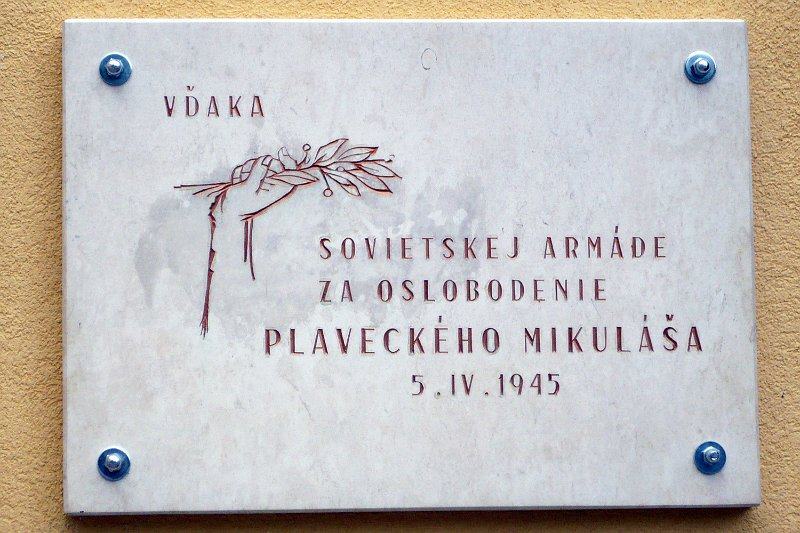 VĎAKA
SOVIETSKEJ ARMÁDE
ZA OSLOBODENIE
PLAVECKÉHO MIKULÁŠA
5.IV.1945